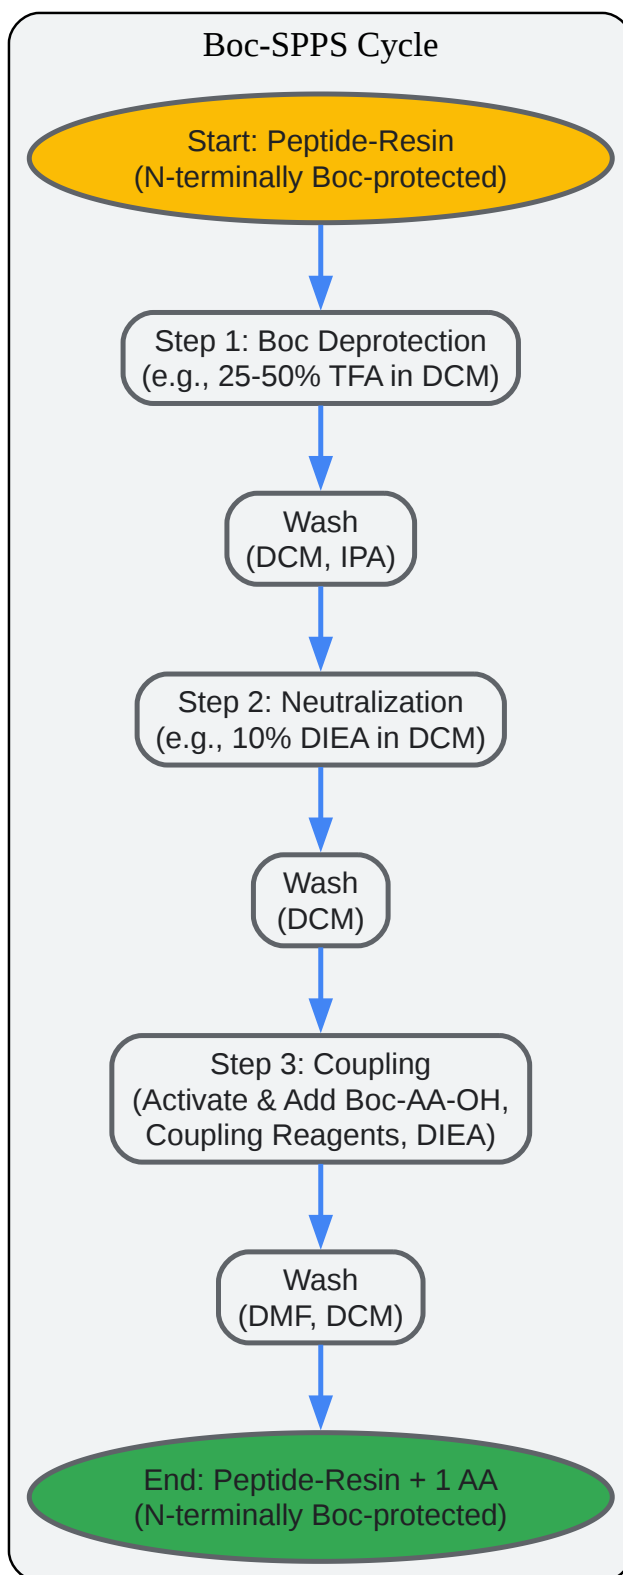 Boc-SPPS Cycle
Start: Peptide-Resin
(N-terminally Boc-protected)
Step 1: Boc Deprotection
(e.g., 25-50% TFA in DCM)
Wash
(DCM, IPA)
Step 2: Neutralization
(e.g., 10% DIEA in DCM)
Wash
(DCM)
Step 3: Coupling
(Activate & Add Boc-AA-OH,
Coupling Reagents, DIEA)
Wash
(DMF, DCM)
End: Peptide-Resin + 1 AA
(N-terminally Boc-protected)